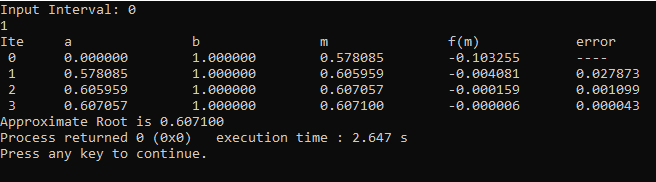 Input Interval: 0
1
Ite a b m f(m) error
0 0.000000 1.000000 0.578085 -0.103255 ----
1 0.578085 1.000000 0.605959 -0.004081 0.027873
2 0.605959 1.000000 0.607057 -0.000159 0.001099
3 0.607057 1.000000 0.607100 -0.000006 0.000043
Approximate Root is 0.607100
Process returned 0 (0x0) execution time : 2.647 s
Press any key to continue.